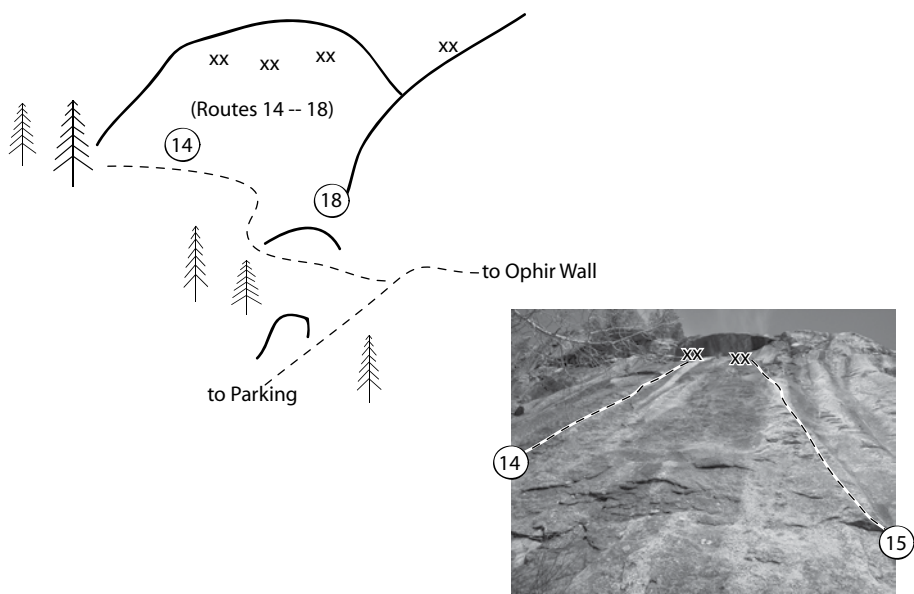 xx xx xx xx
(Routes 14 -- 18)
14
18
to Ophir Wall
to Parking
xx xx
14
15